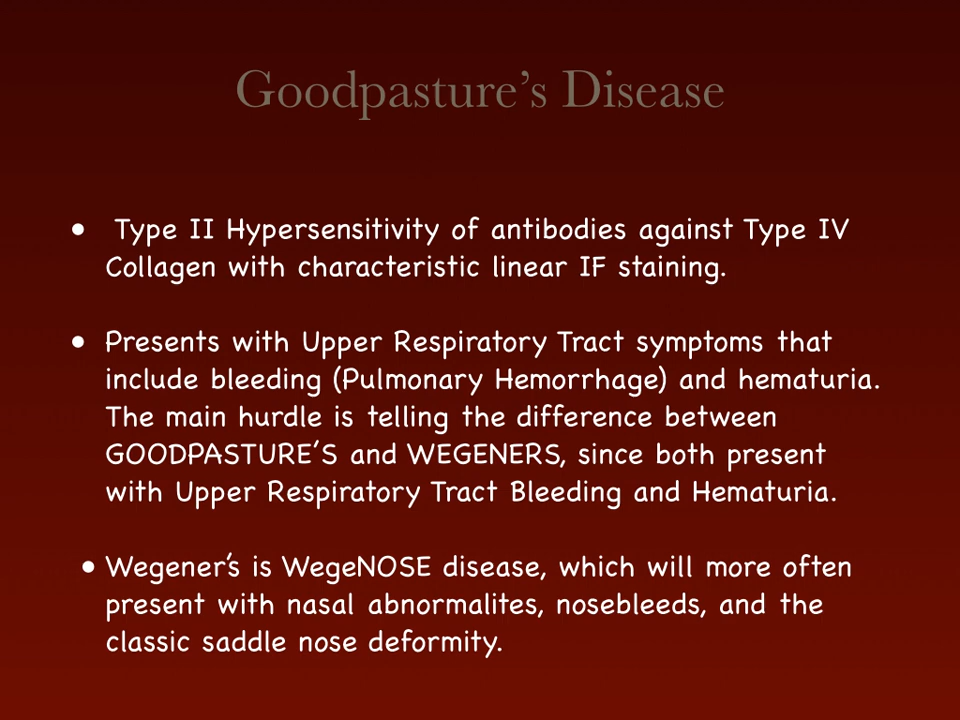 Goodpasture's Disease
• Type II Hypersensitivity of antibodies against Type IV
Collagen with characteristic linear IF staining.
• Presents with Upper Respiratory Tract symptoms that
include bleeding (Pulmonary Hemorrhage) and hematuria.
The main hurdle is telling the difference between
GOODPASTURE'S and WEGENERS, since both present
with Upper Respiratory Tract Bleeding and Hematuria.
• Wegener's is WegeNOSE disease, which will more often
present with nasal abnormalites, nosebleeds, and the
classic saddle nose deformity.